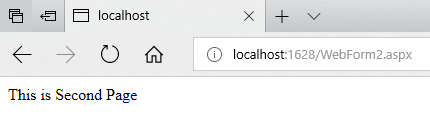 localhost
localhost:1628/WebForm2.aspx
This is Second Page